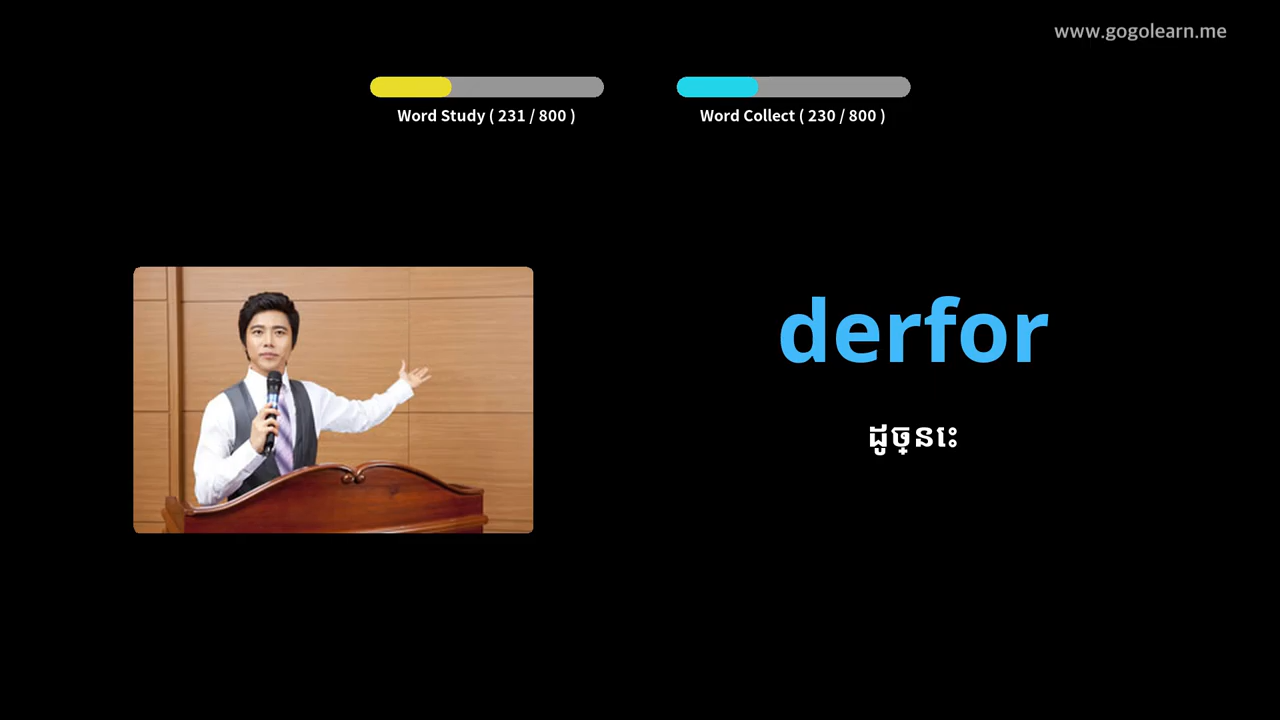 www.gogolearn.me
Word Study ( 231 / 800 )
Word Collect ( 230 / 800 )
derfor
ដូច្នេះ